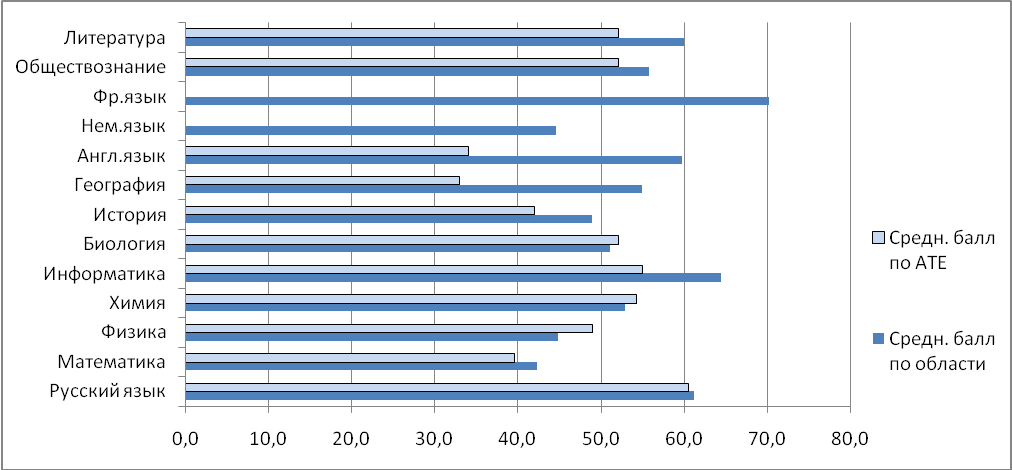 Литература
Обществознание
Фр.язык
Нем.язык
Англ.язык
География
История
Биология
Информатика
Химия
Физика
Математика
Русский язык
0,0 10,0 20,0 30,0 40,0 50,0 60,0 70,0 80,0
Средн. балл
по АТЕ
Средн. балл
по области